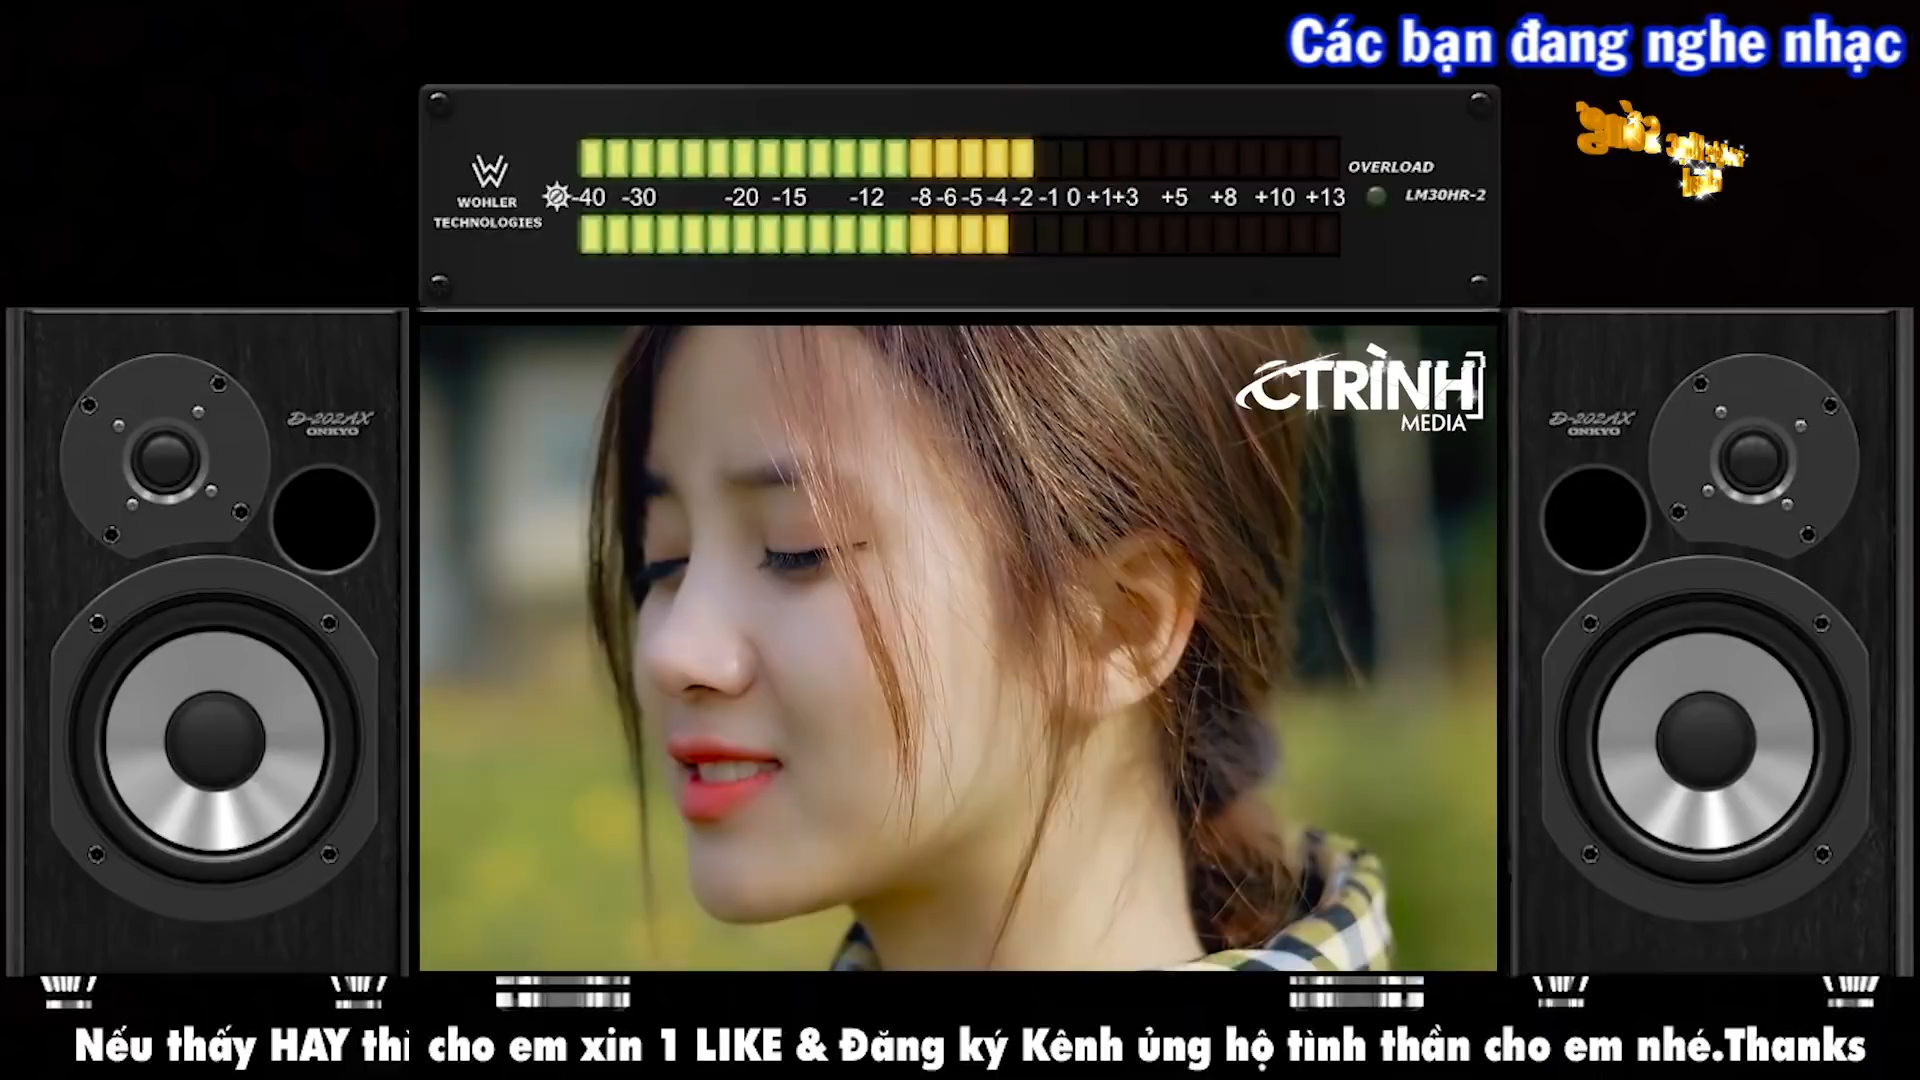 Các bạn đang nghe nhạc
OVERLOAD
WOHLER
TECHNOLOGIES
-40 -30 -20 -15 -12 -8 -6 -5 -4 -2 -1 0 +1 +3 +5 +8 +10 +13
LM30HR-2
CTRÌNH
MEDIA
D-202AX
ONKYO
D-202AX
ONKYO
Nếu thấy HAY thì cho em xin 1 LIKE & Đăng ký Kênh ủng hộ tình thần cho em nhé.Thanks